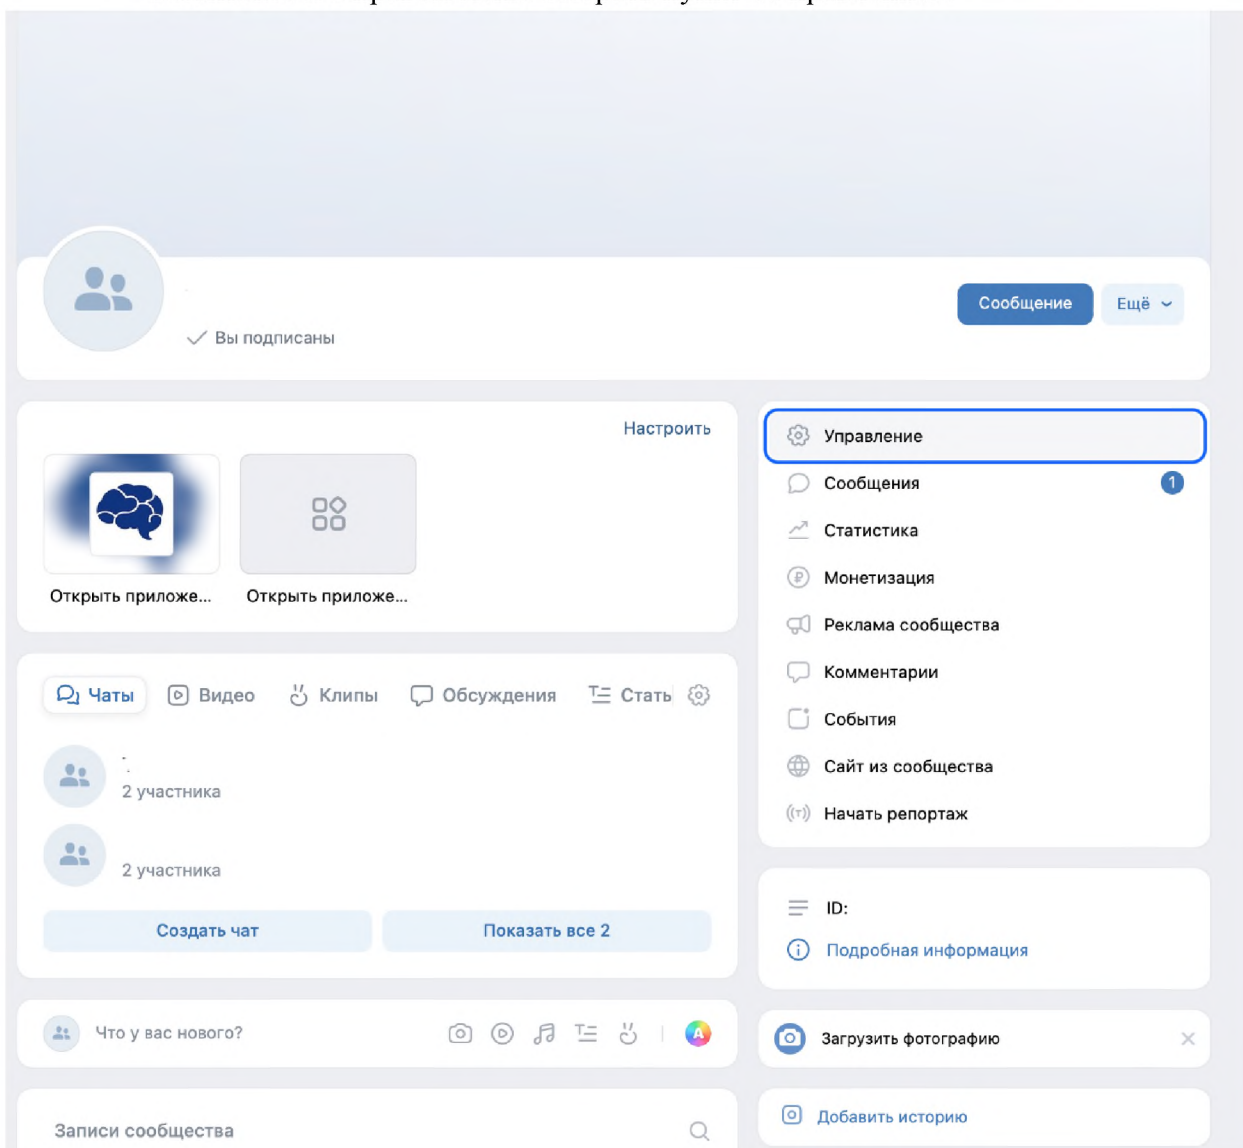 Сообщение
Ещё
Вы подписаны
Настроить
Открыть приложе...
Открыть приложе...
Чаты
Видео
Клипы
Обсуждения
Стать
2 участника
2 участника
Создать чат
Показать все 2
Что у вас нового?
Записи сообщества
Управление
Сообщения
1
Статистика
Монетизация
Реклама сообщества
Комментарии
События
Сайт из сообщества
Начать репортаж
ID:
Подробная информация
Загрузить фотографию
Добавить историю